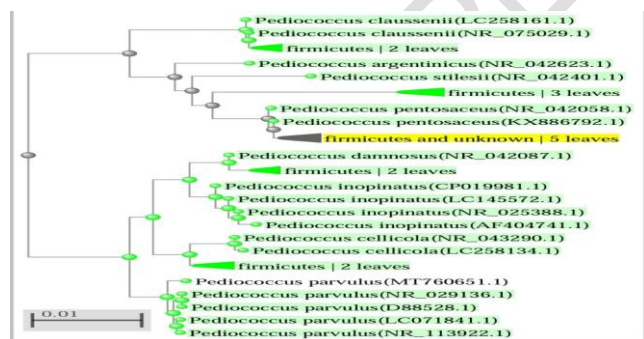 Pediococcus claussenii(LC258161.1)
Pediococcus claussenii(NR_075029.1)
firmicutes | 2 leaves
Pediococcus argentinicus(NR_042623.1)
Pediococcus stilesii(NR_042401.1)
firmicutes | 3 leaves
Pediococcus pentosaceus(NR_042058.1)
Pediococcus pentosaceus(KX886792.1)
firmicutes and unknown | 5 leaves
Pediococcus damnosus(NR_042087.1)
firmicutes | 2 leaves
Pediococcus inopinatus(CP019981.1)
Pediococcus inopinatus(LC145572.1)
Pediococcus inopinatus(NR_025388.1)
Pediococcus inopinatus(AF404741.1)
Pediococcus cellicola(NR_043290.1)
Pediococcus cellicola(LC258134.1)
firmicutes | 2 leaves
Pediococcus parvulus(MT760651.1)
Pediococcus parvulus(NR_029136.1)
Pediococcus parvulus(D88528.1)
Pediococcus parvulus(LC071841.1)
Pediococcus parvulus(NR_113922.1)
0.01